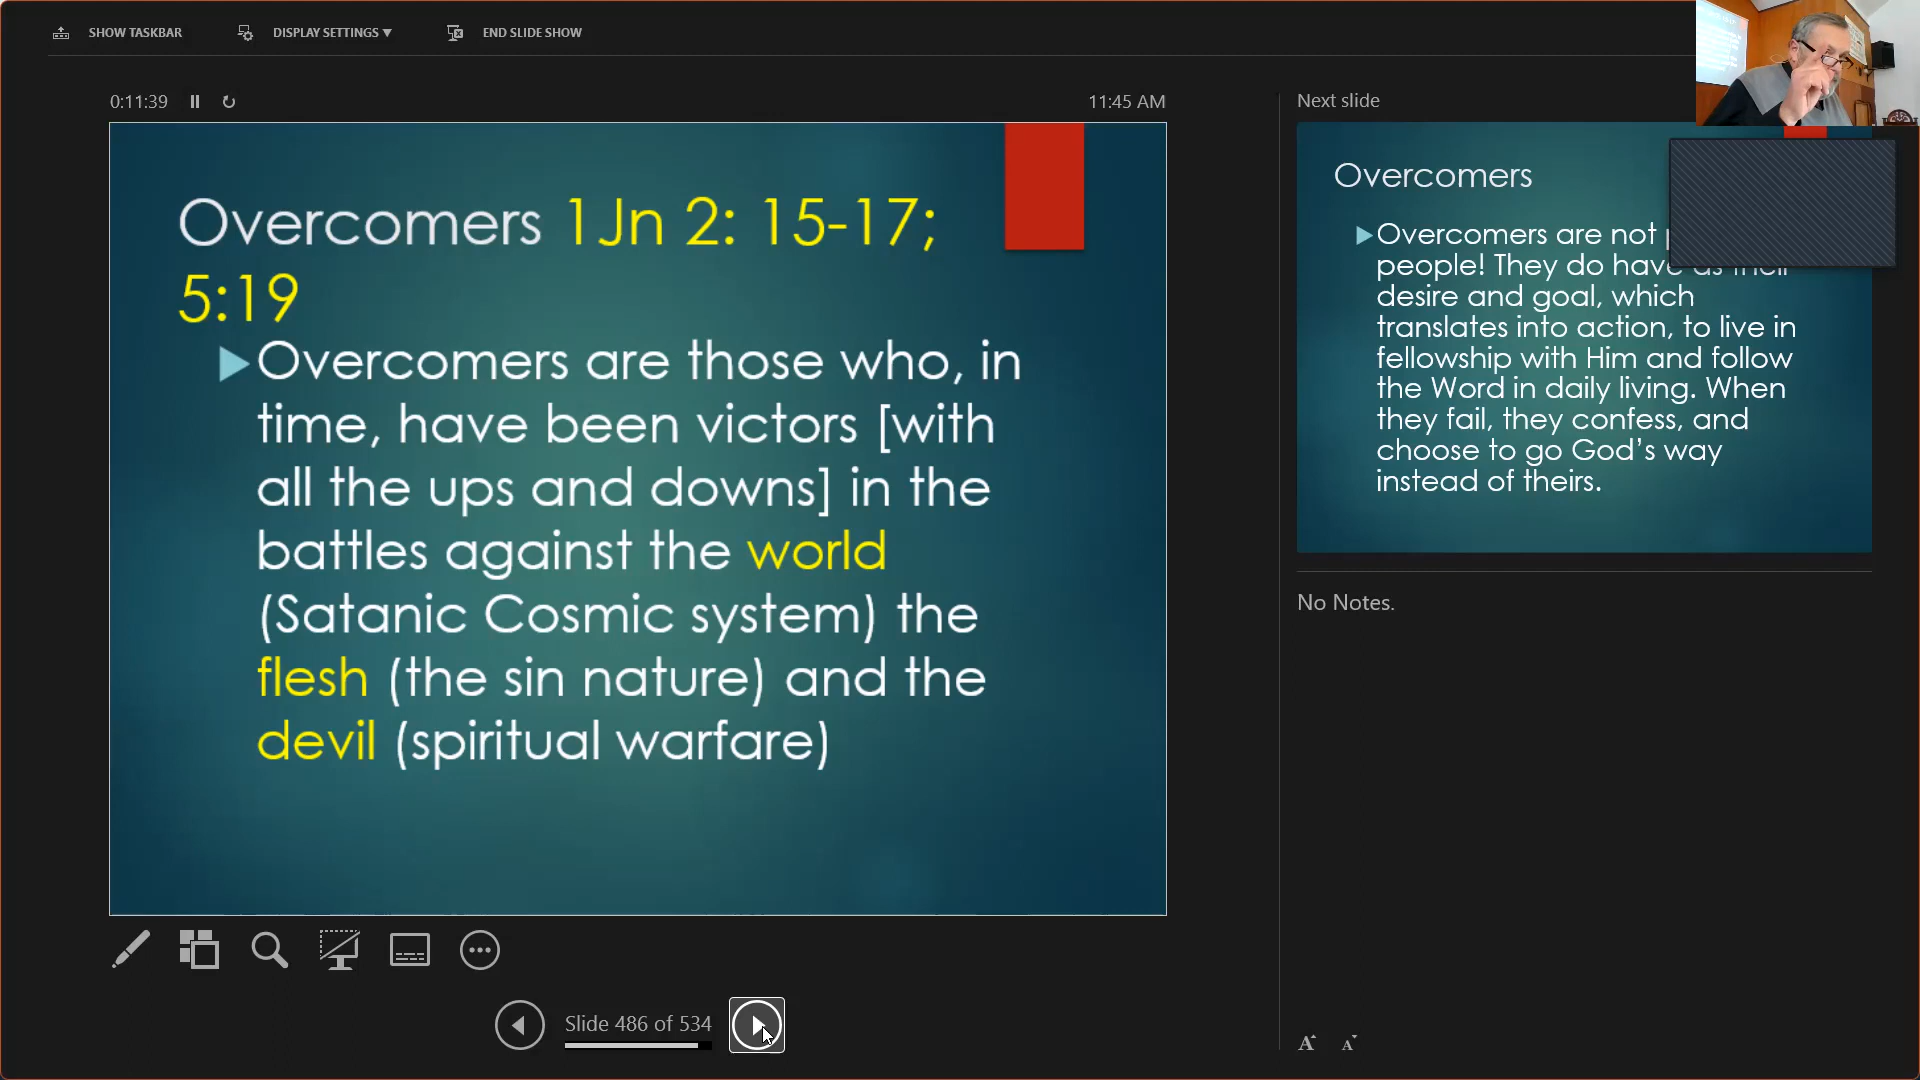 SHOW TASKBAR
DISPLAY SETTINGS ▼
END SLIDE SHOW
0:11:39
11:45 AM
Overcomers 1Jn 2: 15-17;
5:19
Overcomers are those who, in
time, have been victors [with
all the ups and downs] in the
battles against the world
(Satanic Cosmic system) the
flesh (the sin nature) and the
devil (spiritual warfare)
Slide 486 of 534
Next slide
Overcomers
Overcomers are not
people! They do have as their
desire and goal, which
translates into action, to live in
fellowship with Him and follow
the Word in daily living. When
they fail, they confess, and
choose to go God's way
instead of theirs.
No Notes.
A A